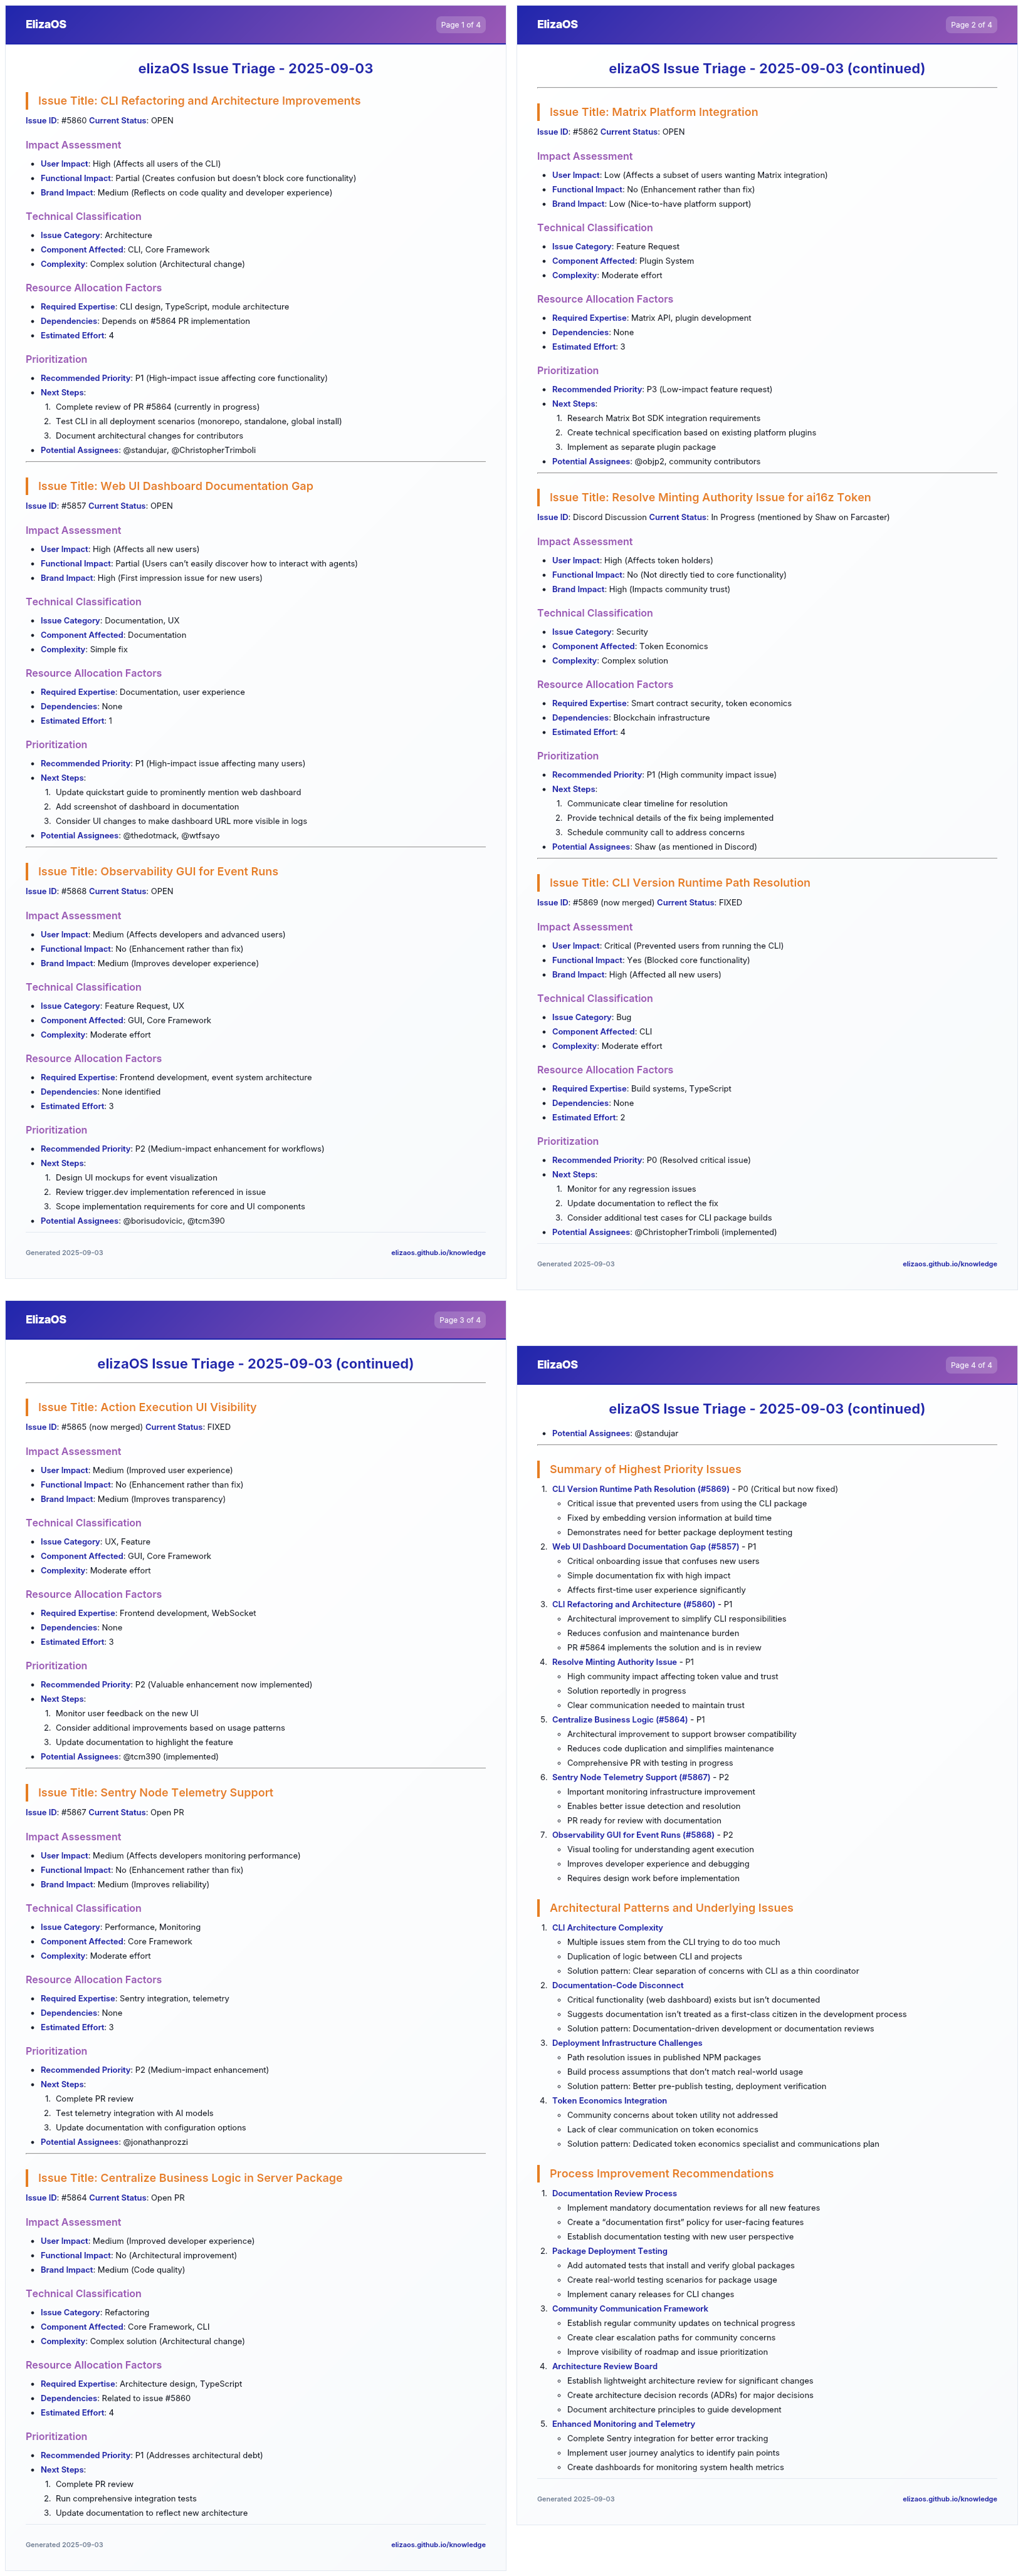 ElizaOS
Page 1 of 4
elizaOS Issue Triage - 2025-09-03
Issue Title: CLI Refactoring and Architecture Improvements
Issue ID: #5860 Current Status: OPEN
Impact Assessment
• User Impact: High (Affects all users of the CLI)
• Functional Impact: Partial (Creates confusion but doesn't block core functionality)
• Brand Impact: Medium (Reflects on code quality and developer experience)
Technical Classification
• Issue Category: Architecture
• Component Affected: CLI, Core Framework
• Complexity: Complex solution (Architectural change)
Resource Allocation Factors
• Required Expertise: CLI design, TypeScript, module architecture
• Dependencies: Depends on #5864 PR implementation
• Estimated Effort: 4
Prioritization
• Recommended Priority: P1 (High-impact issue affecting core functionality)
• Next Steps:
1. Complete review of PR #5864 (currently in progress)
2. Test CLI in all deployment scenarios (monorepo, standalone, global install)
3. Document architectural changes for contributors
• Potential Assignees: @standujar, @ChristopherTrimboli
Issue Title: Web UI Dashboard Documentation Gap
Issue ID: #5857 Current Status: OPEN
Impact Assessment
• User Impact: High (Affects all new users)
• Functional Impact: Partial (Users can't easily discover how to interact with agents)
• Brand Impact: High (First impression issue for new users)
Technical Classification
• Issue Category: Documentation, UX
• Component Affected: Documentation
• Complexity: Simple fix
Resource Allocation Factors
• Required Expertise: Documentation, user experience
• Dependencies: None
• Estimated Effort: 1
Prioritization
• Recommended Priority: P1 (High-impact issue affecting many users)
• Next Steps:
1. Update quickstart guide to prominently mention web dashboard
2. Add screenshot of dashboard in documentation
3. Consider UI changes to make dashboard URL more visible in logs
• Potential Assignees: @thedotmack, @wtfsayo
Issue Title: Observability GUI for Event Runs
Issue ID: #5868 Current Status: OPEN
Impact Assessment
• User Impact: Medium (Affects developers and advanced users)
• Functional Impact: No (Enhancement rather than fix)
• Brand Impact: Medium (Improves developer experience)
Technical Classification
• Issue Category: Feature Request, UX
• Component Affected: GUI, Core Framework
• Complexity: Moderate effort
Resource Allocation Factors
• Required Expertise: Frontend development, event system architecture
• Dependencies: None identified
• Estimated Effort: 3
Prioritization
• Recommended Priority: P2 (Medium-impact enhancement for workflows)
• Next Steps:
1. Design UI mockups for event visualization
2. Review trigger.dev implementation referenced in issue
3. Scope implementation requirements for core and UI components
• Potential Assignees: @borisudovicic, @tcm390
Generated 2025-09-03
elizaos.github.io/knowledge
ElizaOS
Page 2 of 4
elizaOS Issue Triage - 2025-09-03 (continued)
Issue Title: Matrix Platform Integration
Issue ID: #5862 Current Status: OPEN
Impact Assessment
• User Impact: Low (Affects a subset of users wanting Matrix integration)
• Functional Impact: No (Enhancement rather than fix)
• Brand Impact: Low (Nice-to-have platform support)
Technical Classification
• Issue Category: Feature Request
• Component Affected: Plugin System
• Complexity: Moderate effort
Resource Allocation Factors
• Required Expertise: Matrix API, plugin development
• Dependencies: None
• Estimated Effort: 3
Prioritization
• Recommended Priority: P3 (Low-impact feature request)
• Next Steps:
1. Research Matrix Bot SDK integration requirements
2. Create technical specification based on existing platform plugins
3. Implement as separate plugin package
• Potential Assignees: @objp2, community contributors
Issue Title: Resolve Minting Authority Issue for ai16z Token
Issue ID: Discord Discussion Current Status: In Progress (mentioned by Shaw on Farcaster)
Impact Assessment
• User Impact: High (Affects token holders)
• Functional Impact: No (Not directly tied to core functionality)
• Brand Impact: High (Impacts community trust)
Technical Classification
• Issue Category: Security
• Component Affected: Token Economics
• Complexity: Complex solution
Resource Allocation Factors
• Required Expertise: Smart contract security, token economics
• Dependencies: Blockchain infrastructure
• Estimated Effort: 4
Prioritization
• Recommended Priority: P1 (High community impact issue)
• Next Steps:
1. Communicate clear timeline for resolution
2. Provide technical details of the fix being implemented
3. Schedule community call to address concerns
• Potential Assignees: Shaw (as mentioned in Discord)
Issue Title: CLI Version Runtime Path Resolution
Issue ID: #5869 (now merged) Current Status: FIXED
Impact Assessment
• User Impact: Critical (Prevented users from running the CLI)
• Functional Impact: Yes (Blocked core functionality)
• Brand Impact: High (Affected all new users)
Technical Classification
• Issue Category: Bug
• Component Affected: CLI
• Complexity: Moderate effort
Resource Allocation Factors
• Required Expertise: Build systems, TypeScript
• Dependencies: None
• Estimated Effort: 2
Prioritization
• Recommended Priority: P0 (Resolved critical issue)
• Next Steps:
1. Monitor for any regression issues
2. Update documentation to reflect the fix
3. Consider additional test cases for CLI package builds
• Potential Assignees: @ChristopherTrimboli (implemented)
Generated 2025-09-03
elizaos.github.io/knowledge
ElizaOS
Page 3 of 4
elizaOS Issue Triage - 2025-09-03 (continued)
Issue Title: Action Execution UI Visibility
Issue ID: #5865 (now merged) Current Status: FIXED
Impact Assessment
• User Impact: Medium (Improved user experience)
• Functional Impact: No (Enhancement rather than fix)
• Brand Impact: Medium (Improves transparency)
Technical Classification
• Issue Category: UX, Feature
• Component Affected: GUI, Core Framework
• Complexity: Moderate effort
Resource Allocation Factors
• Required Expertise: Frontend development, WebSocket
• Dependencies: None
• Estimated Effort: 3
Prioritization
• Recommended Priority: P2 (Valuable enhancement now implemented)
• Next Steps:
1. Monitor user feedback on the new UI
2. Consider additional improvements based on usage patterns
3. Update documentation to highlight the feature
• Potential Assignees: @tcm390 (implemented)
Issue Title: Sentry Node Telemetry Support
Issue ID: #5867 Current Status: Open PR
Impact Assessment
• User Impact: Medium (Affects developers monitoring performance)
• Functional Impact: No (Enhancement rather than fix)
• Brand Impact: Medium (Improves reliability)
Technical Classification
• Issue Category: Performance, Monitoring
• Component Affected: Core Framework
• Complexity: Moderate effort
Resource Allocation Factors
• Required Expertise: Sentry integration, telemetry
• Dependencies: None
• Estimated Effort: 3
Prioritization
• Recommended Priority: P2 (Medium-impact enhancement)
• Next Steps:
1. Complete PR review
2. Test telemetry integration with AI models
3. Update documentation with configuration options
• Potential Assignees: @jonathanprozzi
Issue Title: Centralize Business Logic in Server Package
Issue ID: #5864 Current Status: Open PR
Impact Assessment
• User Impact: Medium (Improved developer experience)
• Functional Impact: No (Architectural improvement)
• Brand Impact: Medium (Code quality)
Technical Classification
• Issue Category: Refactoring
• Component Affected: Core Framework, CLI
• Complexity: Complex solution (Architectural change)
Resource Allocation Factors
• Required Expertise: Architecture design, TypeScript
• Dependencies: Related to issue #5860
• Estimated Effort: 4
Prioritization
• Recommended Priority: P1 (Addresses architectural debt)
• Next Steps:
1. Complete PR review
2. Run comprehensive integration tests
3. Update documentation to reflect new architecture
Generated 2025-09-03
elizaos.github.io/knowledge
ElizaOS
Page 4 of 4
elizaOS Issue Triage - 2025-09-03 (continued)
• Potential Assignees: @standujar
Summary of Highest Priority Issues
1. CLI Version Runtime Path Resolution (#5869) - P0 (Critical but now fixed)
◦ Critical issue that prevented users from using the CLI package
◦ Fixed by embedding version information at build time
◦ Demonstrates need for better package deployment testing
2. Web UI Dashboard Documentation Gap (#5857) - P1
◦ Critical onboarding issue that confuses new users
◦ Simple documentation fix with high impact
◦ Affects first-time user experience significantly
3. CLI Refactoring and Architecture (#5860) - P1
◦ Architectural improvement to simplify CLI responsibilities
◦ Reduces confusion and maintenance burden
◦ PR #5864 implements the solution and is in review
4. Resolve Minting Authority Issue - P1
◦ High community impact affecting token value and trust
◦ Solution reportedly in progress
◦ Clear communication needed to maintain trust
5. Centralize Business Logic (#5864) - P1
◦ Architectural improvement to support browser compatibility
◦ Reduces code duplication and simplifies maintenance
◦ Comprehensive PR with testing in progress
6. Sentry Node Telemetry Support (#5867) - P2
◦ Important monitoring infrastructure improvement
◦ Enables better issue detection and resolution
◦ PR ready for review with documentation
7. Observability GUI for Event Runs (#5868) - P2
◦ Visual tooling for understanding agent execution
◦ Improves developer experience and debugging
◦ Requires design work before implementation
Architectural Patterns and Underlying Issues
1. CLI Architecture Complexity
◦ Multiple issues stem from the CLI trying to do too much
◦ Duplication of logic between CLI and projects
◦ Solution pattern: Clear separation of concerns with CLI as a thin coordinator
2. Documentation-Code Disconnect
◦ Critical functionality (web dashboard) exists but isn't documented
◦ Suggests documentation isn't treated as a first-class citizen in the development process
◦ Solution pattern: Documentation-driven development or documentation reviews
3. Deployment Infrastructure Challenges
◦ Path resolution issues in published NPM packages
◦ Build process assumptions that don't match real-world usage
◦ Solution pattern: Better pre-publish testing, deployment verification
4. Token Economics Integration
◦ Community concerns about token utility not addressed
◦ Lack of clear communication on token economics
◦ Solution pattern: Dedicated token economics specialist and communications plan
Process Improvement Recommendations
1. Documentation Review Process
◦ Implement mandatory documentation reviews for all new features
◦ Create a “documentation first” policy for user-facing features
◦ Establish documentation testing with new user perspective
2. Package Deployment Testing
◦ Add automated tests that install and verify global packages
◦ Create real-world testing scenarios for package usage
◦ Implement canary releases for CLI changes
3. Community Communication Framework
◦ Establish regular community updates on technical progress
◦ Create clear escalation paths for community concerns
◦ Improve visibility of roadmap and issue prioritization
4. Architecture Review Board
◦ Establish lightweight architecture review for significant changes
◦ Create architecture decision records (ADRs) for major decisions
◦ Document architecture principles to guide development
5. Enhanced Monitoring and Telemetry
◦ Complete Sentry integration for better error tracking
◦ Implement user journey analytics to identify pain points
◦ Create dashboards for monitoring system health metrics
Generated 2025-09-03
elizaos.github.io/knowledge